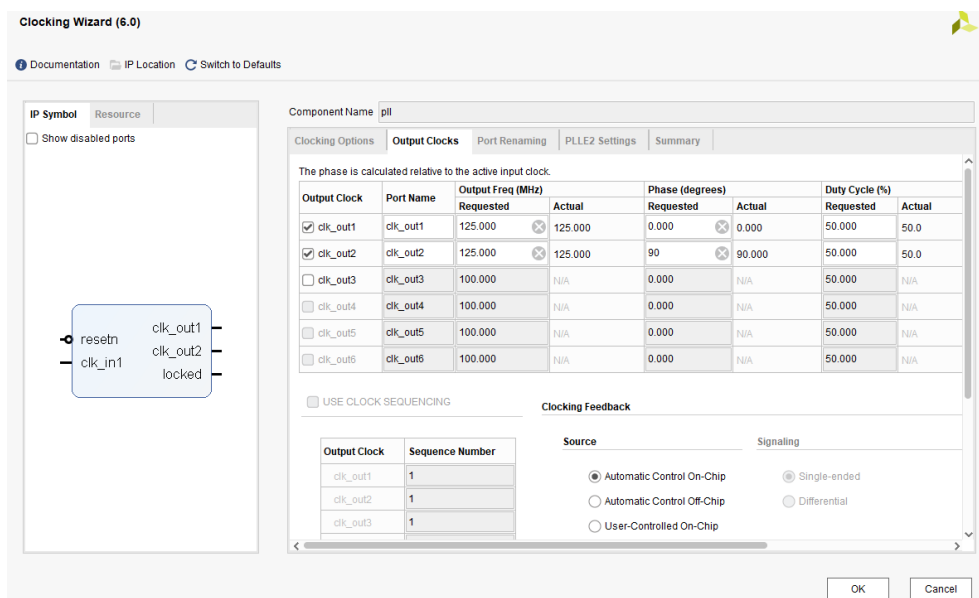 Clocking Wizard (6.0)
Documentation IP Location Switch to Defaults
IP Symbol Resource
Show disabled ports
resetn
clk_in1
clk_out1
clk_out2
locked
Component Name pll
Clocking Options Output Clocks Port Renaming PLLE2 Settings Summary
The phase is calculated relative to the active input clock.
Output Clock Port Name Output Freq (MHz) Phase (degrees) Duty Cycle (%)
Requested Actual Requested Actual Requested Actual
clk_out1 clk_out1 125.000 125.000 0.000 0.000 50.000 50.0
clk_out2 clk_out2 125.000 125.000 90 90.000 50.000 50.0
clk_out3 clk_out3 100.000 N/A 0.000 N/A 50.000 N/A
clk_out4 clk_out4 100.000 N/A 0.000 N/A 50.000 N/A
clk_out5 clk_out5 100.000 N/A 0.000 N/A 50.000 N/A
clk_out6 clk_out6 100.000 N/A 0.000 N/A 50.000 N/A
USE CLOCK SEQUENCING
Output Clock Sequence Number
clk_out1 1
clk_out2 1
clk_out3 1
Clocking Feedback
Source Signaling
Automatic Control On-Chip Single-ended
Automatic Control Off-Chip Differential
User-Controlled On-Chip
OK Cancel